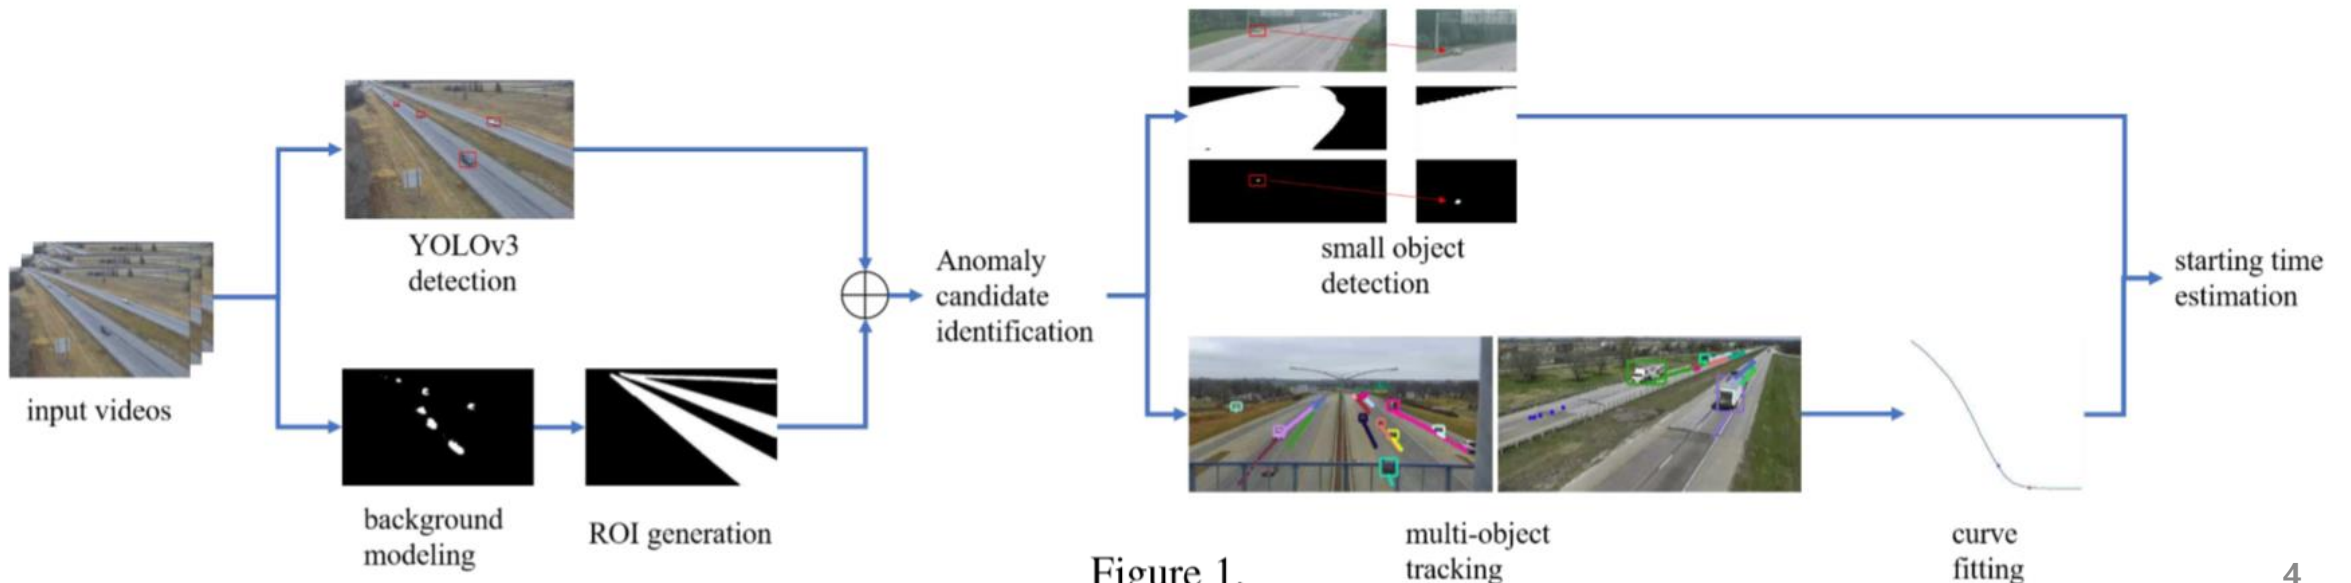 input videos
YOLOv3
detection
background
modeling
ROI generation
Anomaly
candidate
identification
small object
detection
multi-object
tracking
curve
fitting
starting time
estimation
Figure 1.
4